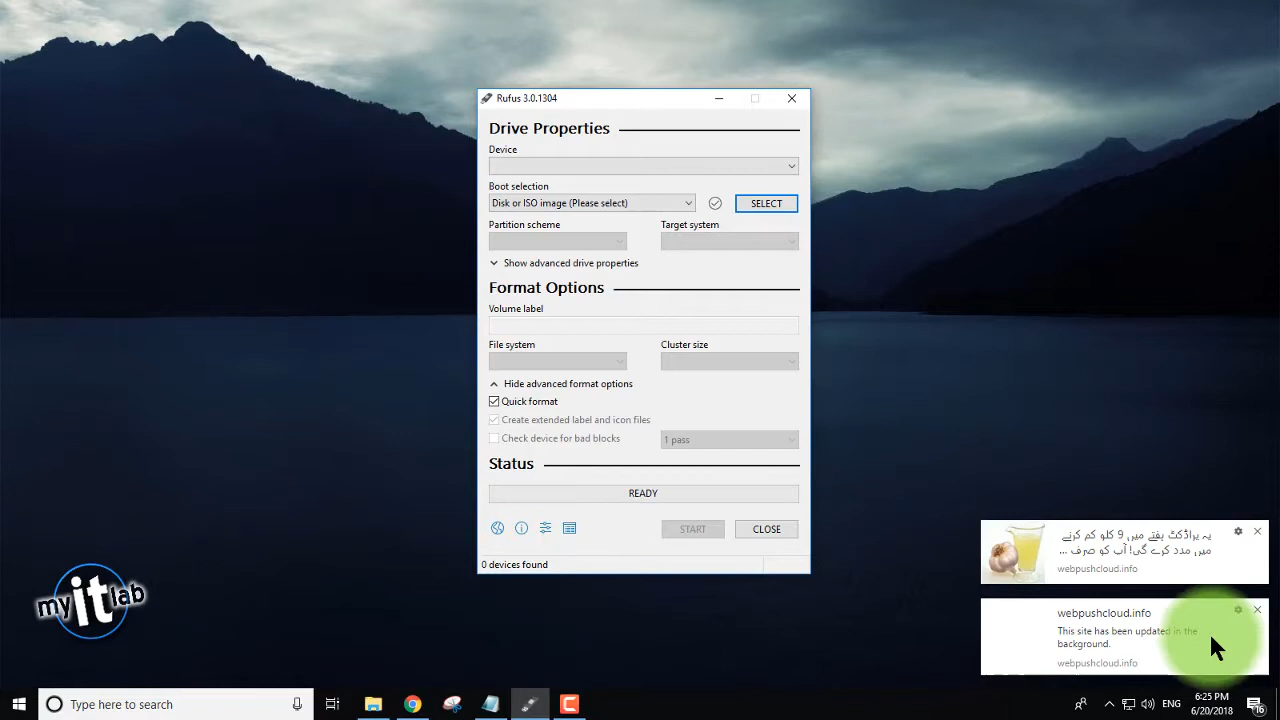 Rufus 3.0.1304
Drive Properties
Device
Boot selection
Disk or ISO image (Please select)
SELECT
Partition scheme
Target system
Show advanced drive properties
Format Options
Volume label
File system
Cluster size
Hide advanced format options
Quick format
Create extended label and icon files
Check device for bad blocks
1 pass
Status
READY
START
CLOSE
0 devices found
یہ پراڈکٹ ہفتے میں 9 کلو کم کرنے
میں مدد کرے گی! آپ کو صرف ...
webpushcloud.info
webpushcloud.info
This site has been updated in the
background.
webpushcloud.info
my it lab
Type here to search
ENG
6:25 PM
6/20/2018
16